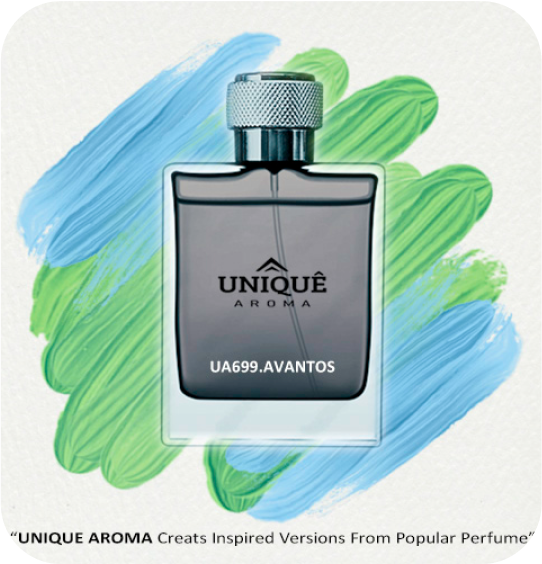 UNIQUÊ
AROMA
UA699.AVANTOS
“UNIQUE AROMA Creats Inspired Versions From Popular Perfume”